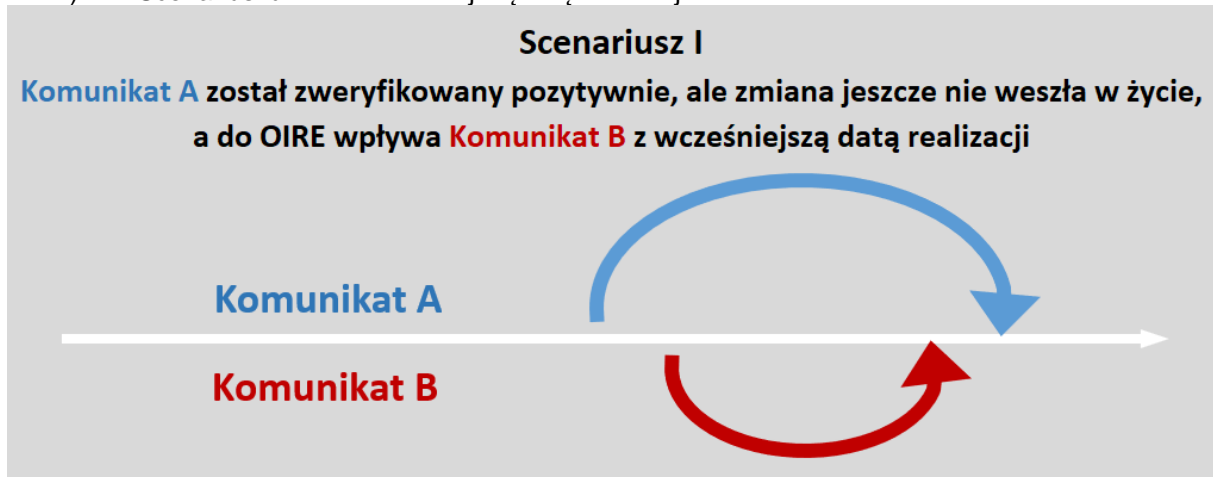 Scenariusz I
Komunikat A został zweryfikowany pozytywnie, ale zmiana jeszcze nie weszła w życie,
a do OIRE wpływa Komunikat B z wcześniejszą datą realizacji
Komunikat A
Komunikat B